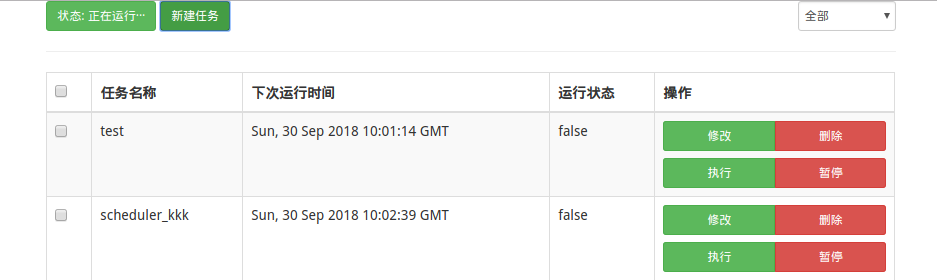 状态: 正在运行··· 新建任务 全部
任务名称 下次运行时间 运行状态 操作
test Sun, 30 Sep 2018 10:01:14 GMT false 修改 删除
执行 暂停
scheduler_kkk Sun, 30 Sep 2018 10:02:39 GMT false 修改 删除
执行 暂停